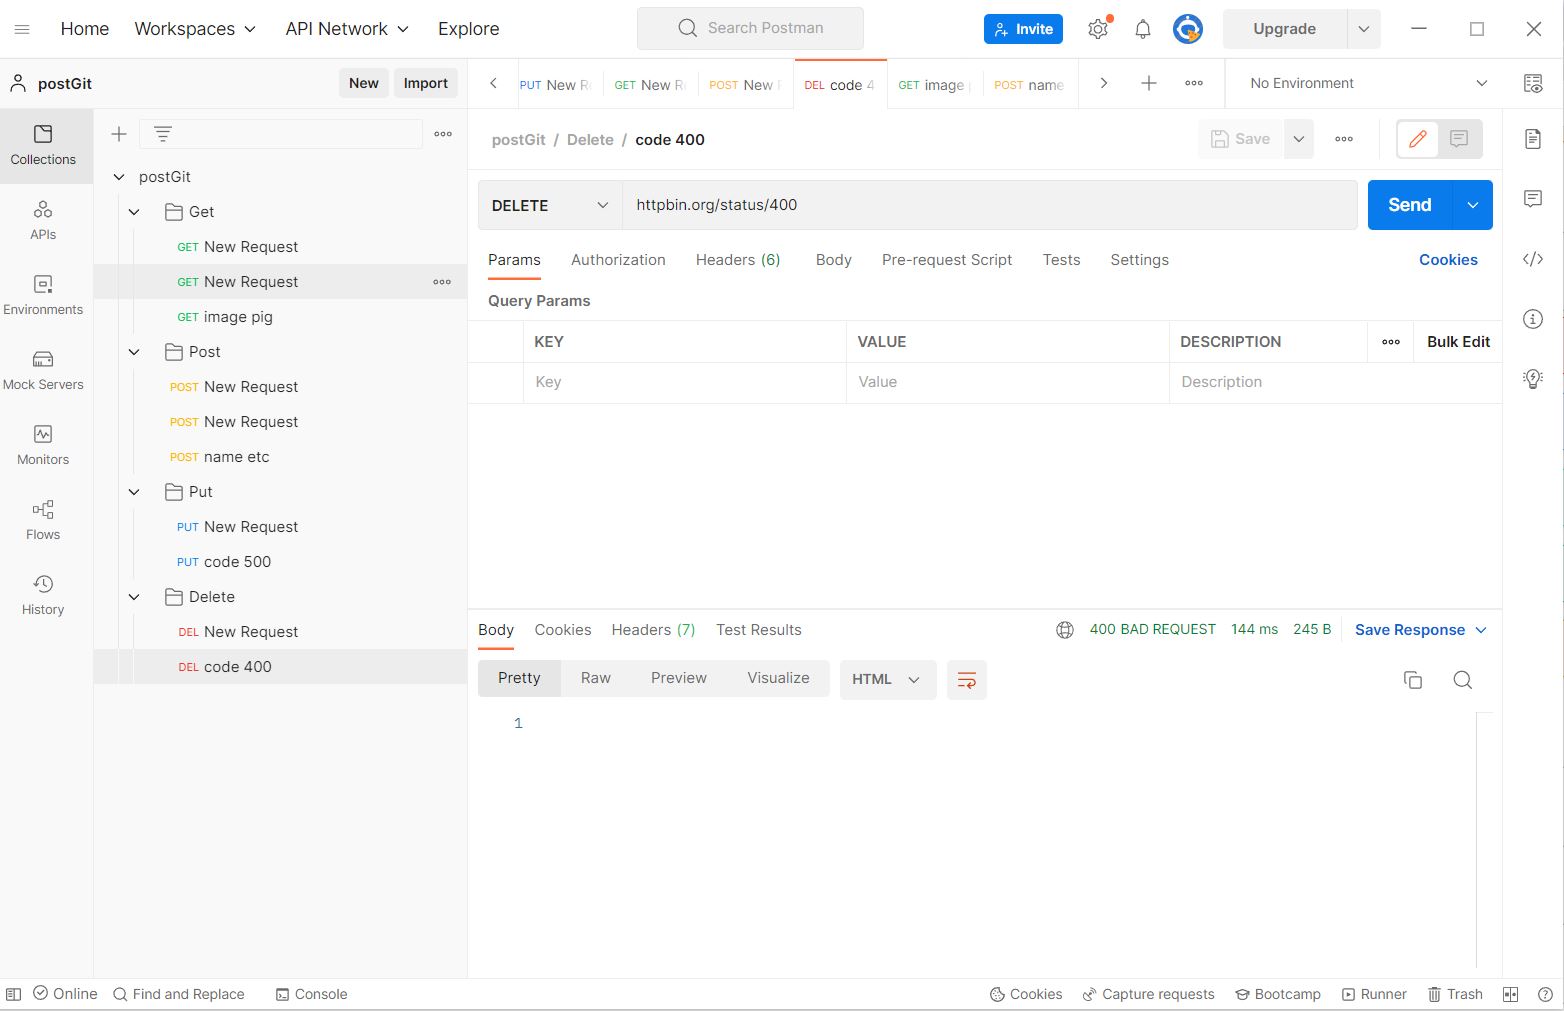 Home Workspaces API Network Explore Search Postman Invite Upgrade
postGit New Import PUT New R GET New R POST New DEL code 4 GET image POST name No Environment
Collections
APIs
Environments
Mock Servers
Monitors
Flows
History
postGit
Get
GET New Request
GET New Request
GET image pig
Post
POST New Request
POST New Request
POST name etc
Put
PUT New Request
PUT code 500
Delete
DEL New Request
DEL code 400
postGit / Delete / code 400 Save
DELETE httpbin.org/status/400 Send
Params Authorization Headers (6) Body Pre-request Script Tests Settings Cookies
Query Params
KEY VALUE DESCRIPTION Bulk Edit
Key Value Description
Body Cookies Headers (7) Test Results 400 BAD REQUEST 144 ms 245 B Save Response
Pretty Raw Preview Visualize HTML
1
Online Find and Replace Console Cookies Capture requests Bootcamp Runner Trash